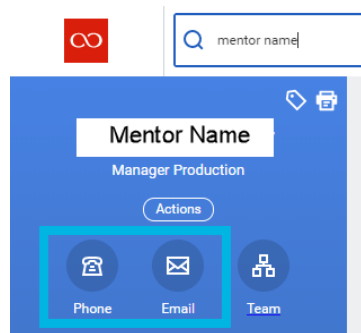 mentor name
Mentor Name
Manager Production
Actions
Phone Email Team